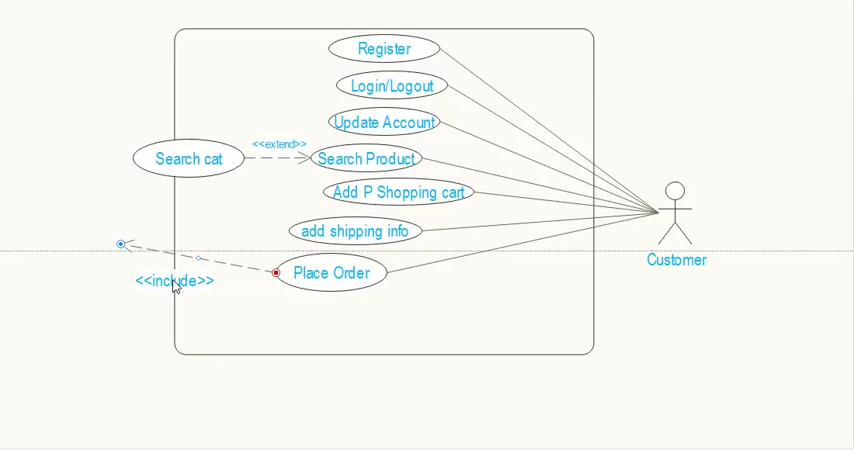 Register
Login/Logout
Update Account
<<extend>>
Search cat
Search Product
Add P Shopping cart
add shipping info
Place Order
<<include>>
Customer